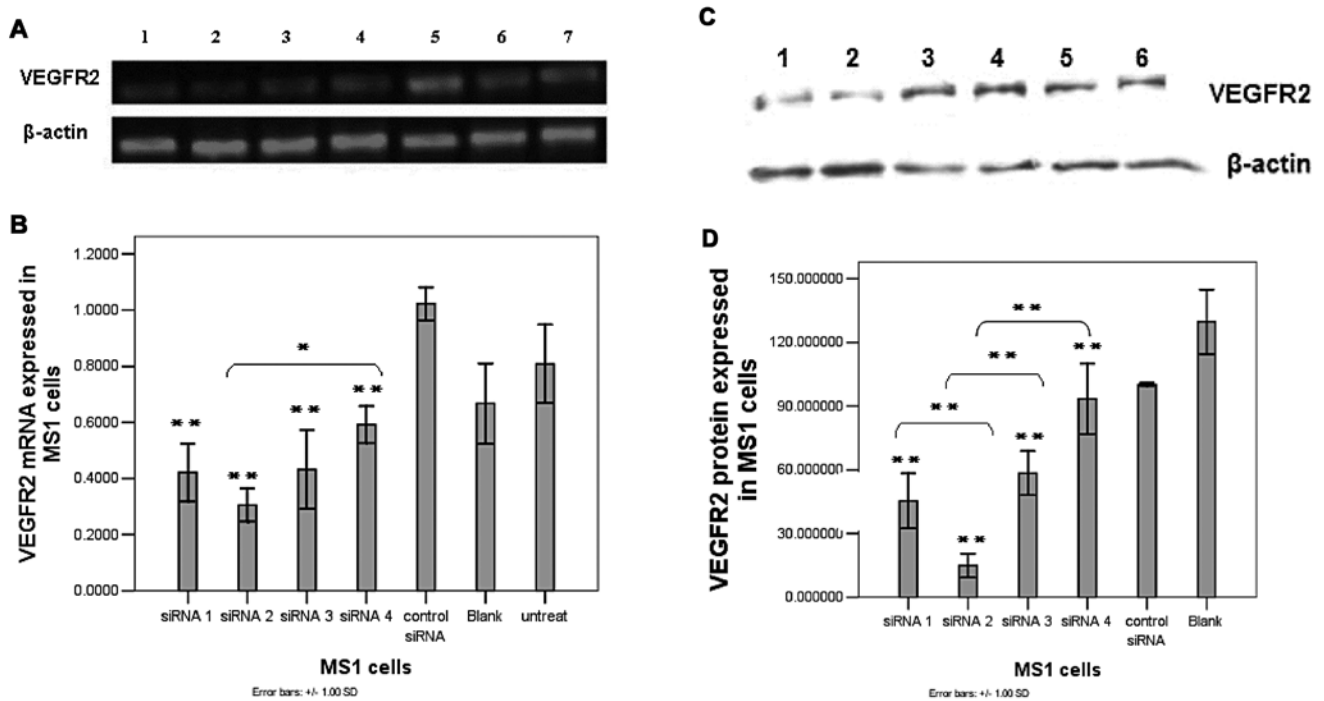 A
1 2 3 4 5 6 7
VEGFR2
β-actin
B
VEGFR2 mRNA expressed in
MS1 cells
1.2000
1.0000
0.8000
0.6000
0.4000
0.2000
0.0000
*
** ** ** **
siRNA 1 siRNA 2 siRNA 3 siRNA 4 control siRNA Blank untreat
MS1 cells
Error bars: +/- 1.00 SD
C
1 2 3 4 5 6
VEGFR2
β-actin
D
VEGFR2 protein expressed
in MS1 cells
150.000000
120.000000
90.000000
60.000000
30.000000
0.000000
**
**
**
** ** ** **
siRNA 1 siRNA 2 siRNA 3 siRNA 4 control siRNA Blank
MS1 cells
Error bars: +/- 1.00 SD